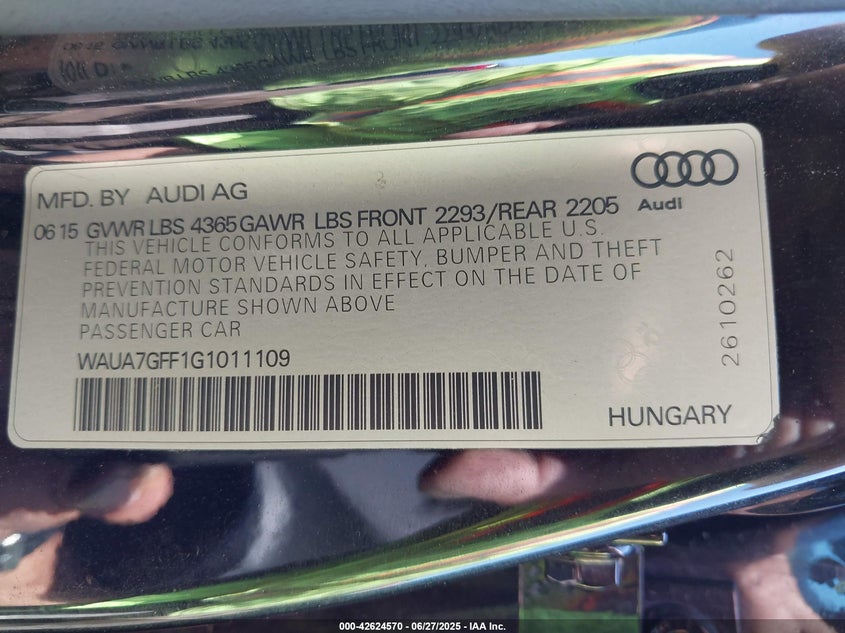 MFD. BY AUDI AG
Audi
06 15 GVWR LBS 4365 GAWR LBS FRONT 2293/REAR 2205
THIS VEHICLE CONFORMS TO ALL APPLICABLE U.S.
FEDERAL MOTOR VEHICLE SAFETY, BUMPER AND THEFT
PREVENTION STANDARDS IN EFFECT ON THE DATE OF
MANUFACTURE SHOWN ABOVE
PASSENGER CAR
WAUA7GFF1G1011109
2610262
HUNGARY
000-42624570 - 06/27/2025 - IAA Inc.